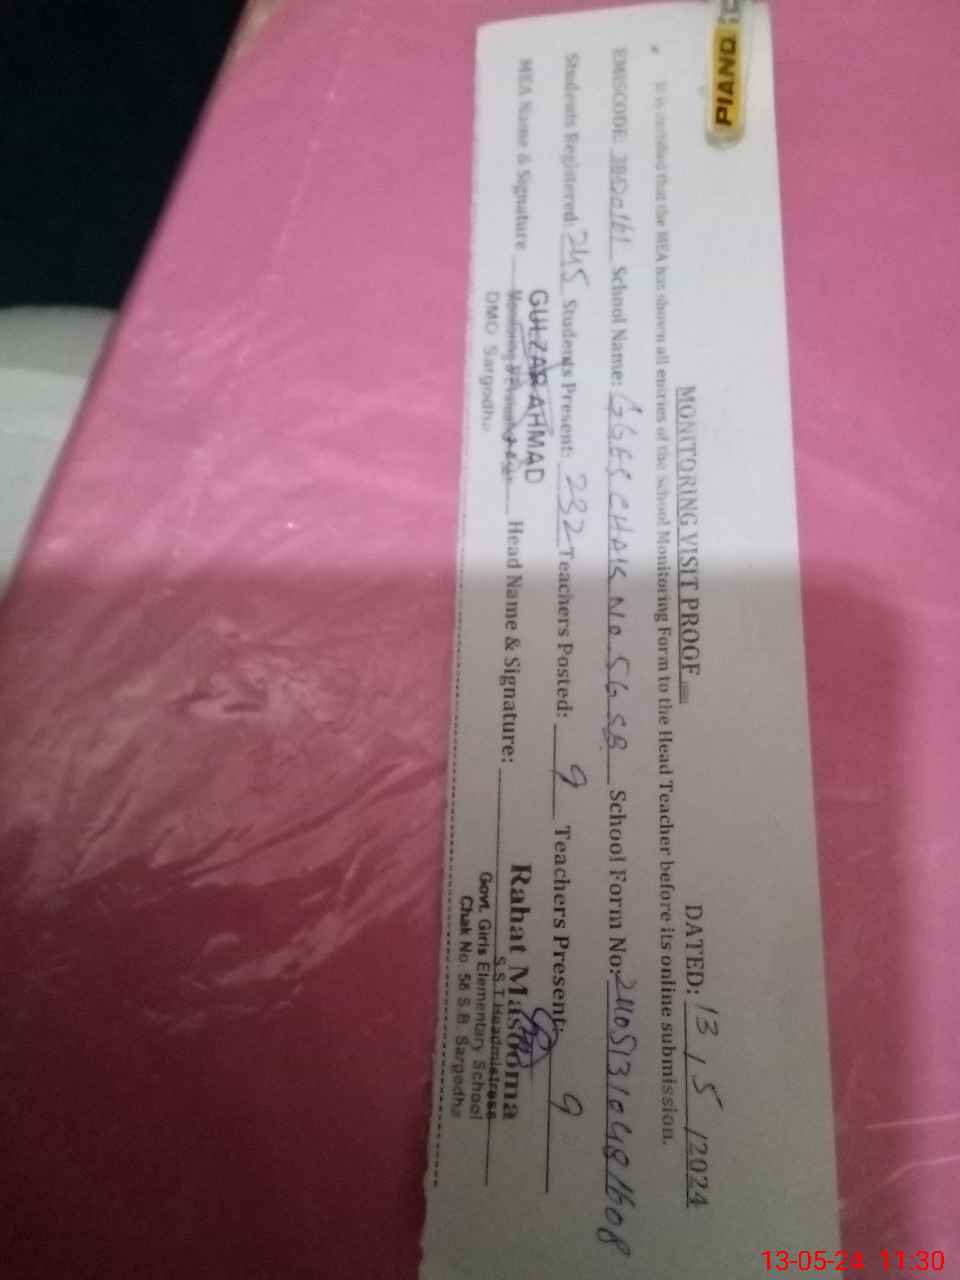 PIANO
MONITORING VISIT PROOF
DATED: 13 / 5 /2024
It is certified that the MEA has shown all entries of the School Monitoring Form to the Head Teacher before its online submission.
EMISCODE: School Name: GGES CHAK No. 56 SB School Form No: 24051310481608
Students Registered: 245 Students Present: 232 Teachers Posted: 9 Teachers Present: 9
MEA Name & Signature GULZAR AHMAD Head Name & Signature: Rahat Masooma
DMO Sargodha
S.S.T Headmistress
Govt. Girls Elementary School
Chak No. 56 S.B. Sargodha
13-05-24 11:30